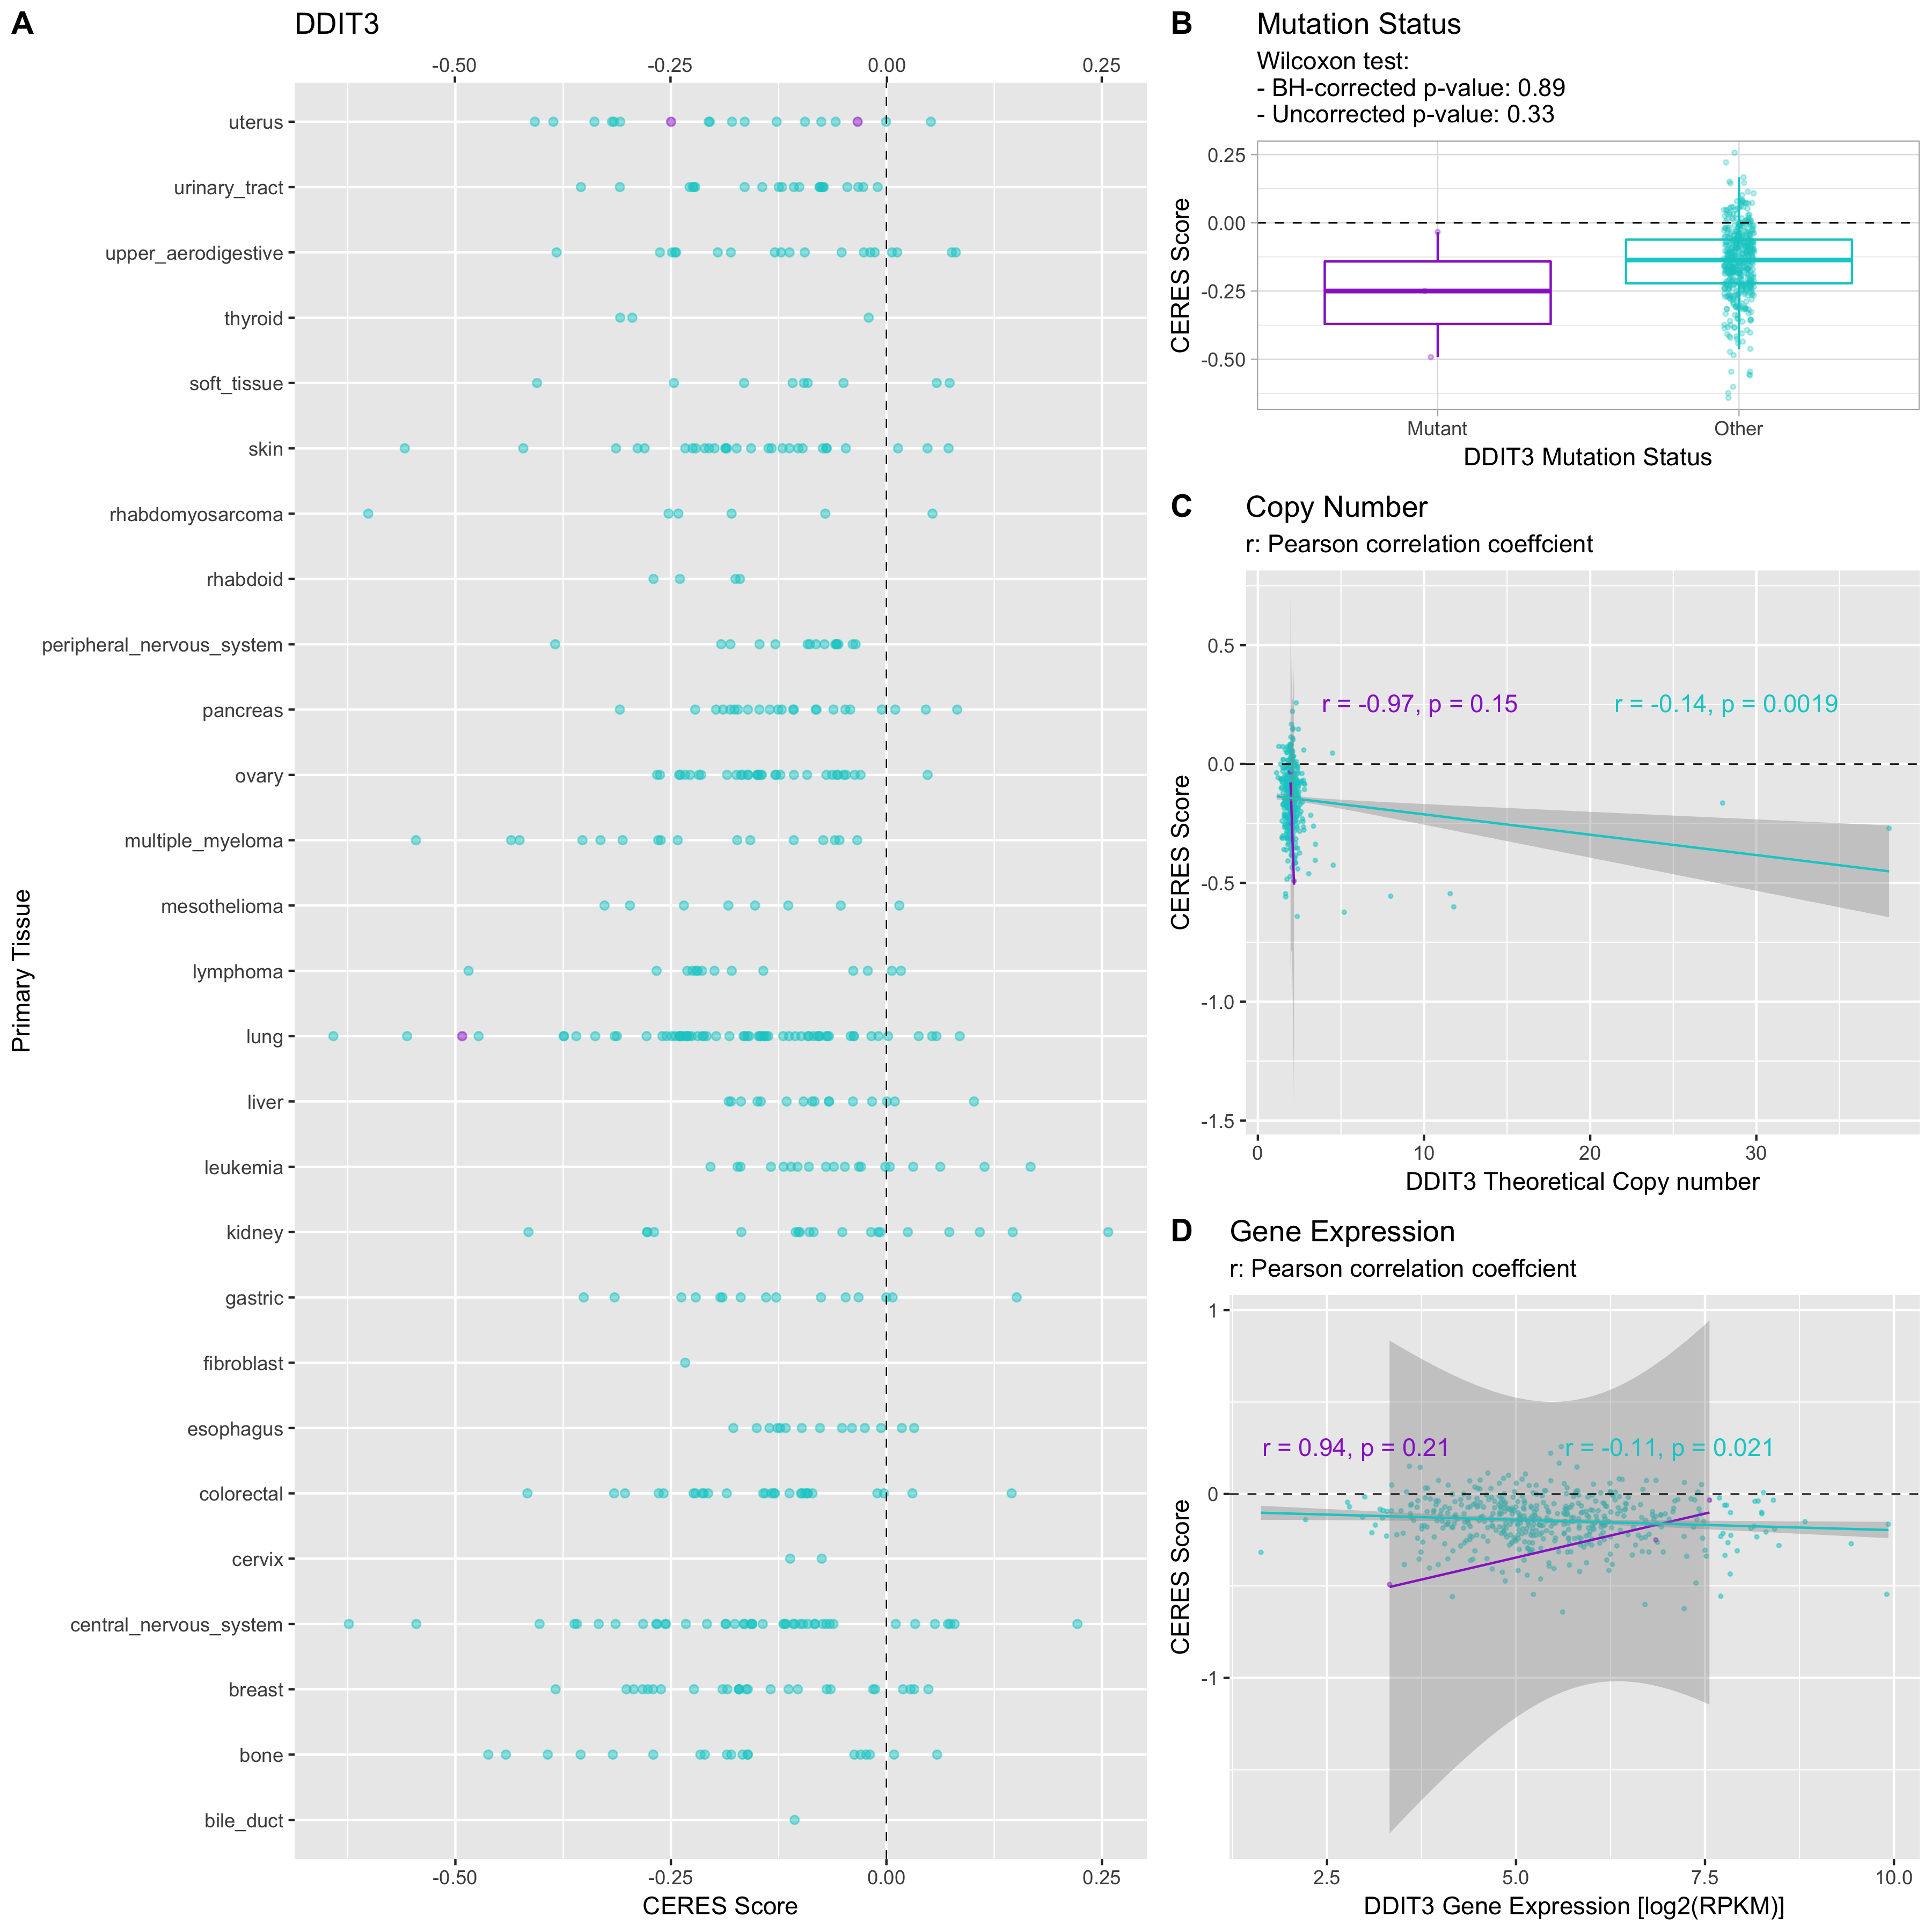 A
DDIT3
-0.50 -0.25 0.00 0.25
uterus
urinary_tract
upper_aerodigestive
thyroid
soft_tissue
skin
rhabdomyosarcoma
rhabdoid
peripheral_nervous_system
pancreas
ovary
multiple_myeloma
mesothelioma
lymphoma
lung
liver
leukemia
kidney
gastric
fibroblast
esophagus
colorectal
cervix
central_nervous_system
breast
bone
bile_duct
Primary Tissue
-0.50 -0.25 0.00 0.25
CERES Score
B
Mutation Status
Wilcoxon test:
- BH-corrected p-value: 0.89
- Uncorrected p-value: 0.33
0.25
0.00
-0.25
-0.50
CERES Score
Mutant Other
DDIT3 Mutation Status
C
Copy Number
r: Pearson correlation coeffcient
r = -0.97, p = 0.15 r = -0.14, p = 0.0019
0.5
0.0
-0.5
-1.0
-1.5
CERES Score
0 10 20 30
DDIT3 Theoretical Copy number
D
Gene Expression
r: Pearson correlation coeffcient
r = 0.94, p = 0.21 r = -0.11, p = 0.021
1
0
-1
CERES Score
2.5 5.0 7.5 10.0
DDIT3 Gene Expression [log2(RPKM)]